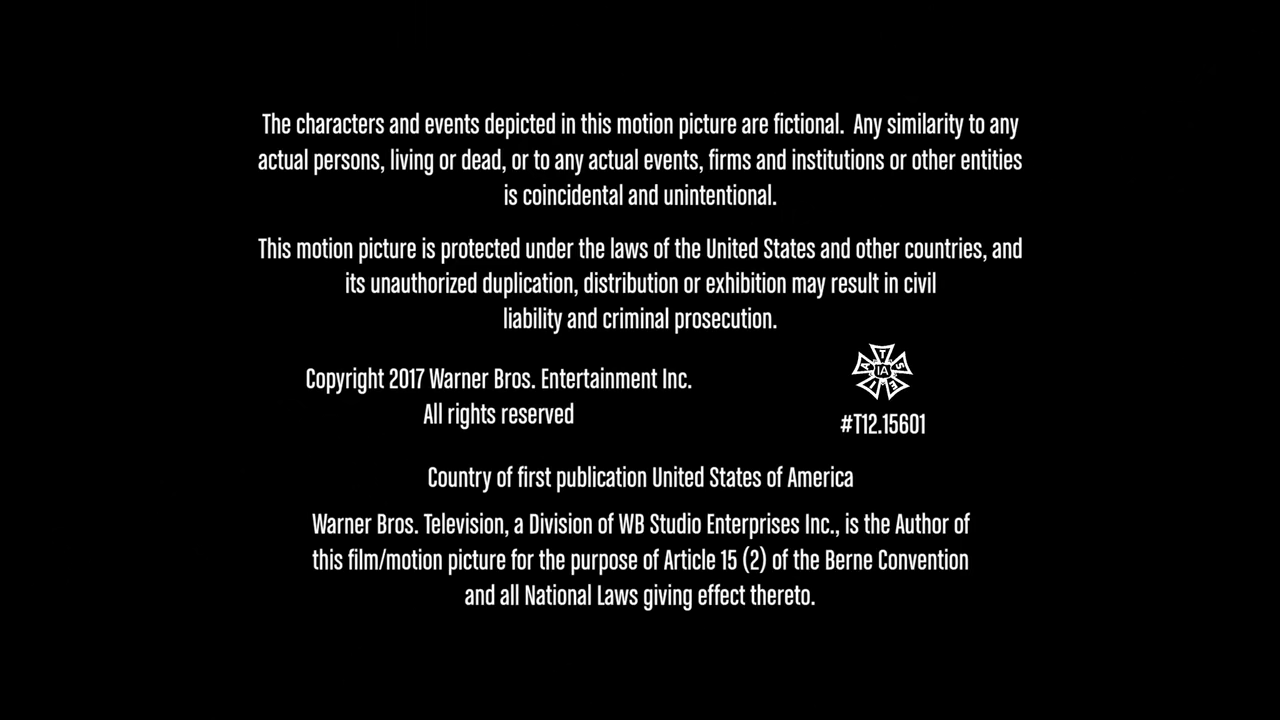 The characters and events depicted in this motion picture are fictional.  Any similarity to any
actual persons, living or dead, or to any actual events, firms and institutions or other entities
is coincidental and unintentional.
This motion picture is protected under the laws of the United States and other countries, and
its unauthorized duplication, distribution or exhibition may result in civil
liability and criminal prosecution.
Copyright 2017 Warner Bros. Entertainment Inc.
All rights reserved
IATSE
IA
#T12.15601
Country of first publication United States of America
Warner Bros. Television, a Division of WB Studio Enterprises Inc., is the Author of
this film/motion picture for the purpose of Article 15 (2) of the Berne Convention
and all National Laws giving effect thereto.